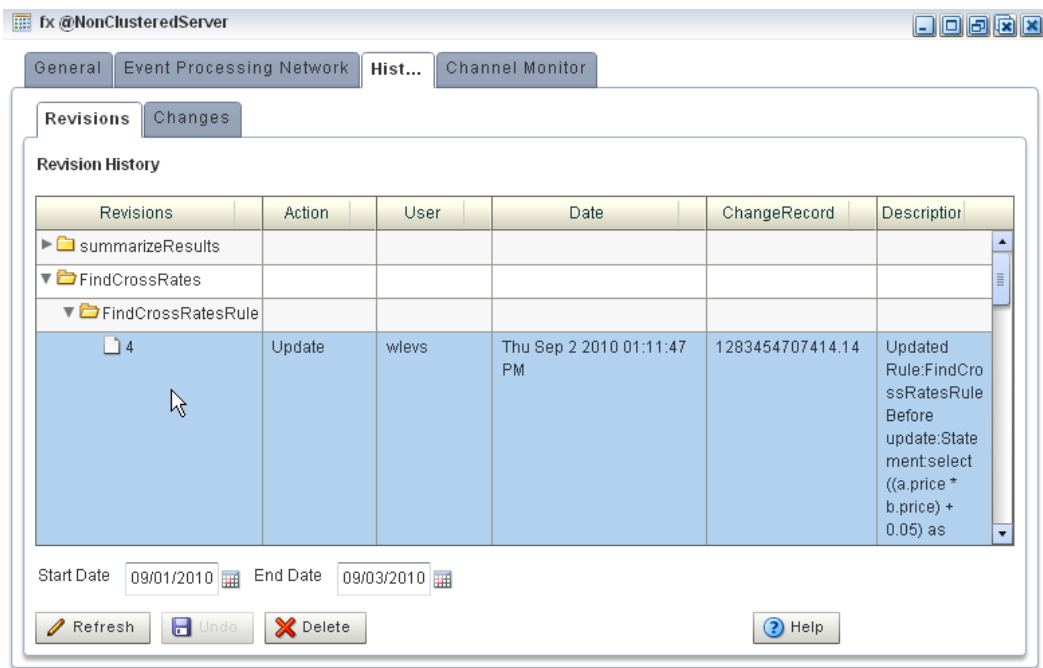 fx @NonClusteredServer
General Event Processing Network Hist... Channel Monitor
Revisions Changes
Revision History
Revisions Action User Date ChangeRecord Description
summarizeResults
FindCrossRates
FindCrossRatesRule
4 Update wlevs Thu Sep 2 2010 01:11:47 1283454707414.14 Updated
PM Rule:FindCro
ssRatesRule
Before
update:State
ment:select
((a.price *
b.price) +
0.05) as
Start Date 09/01/2010 End Date 09/03/2010
Refresh Undo Delete Help